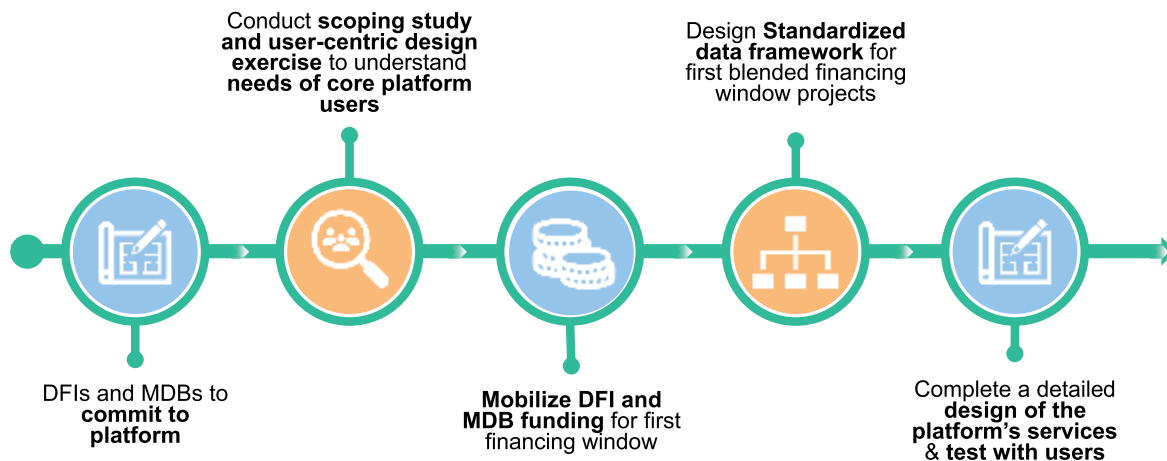 Conduct scoping study
and user-centric design
exercise to understand
needs of core platform
users
Design Standardized
data framework for
first blended financing
window projects
DFIs and MDBs to
commit to
platform
Mobilize DFI and
MDB funding for first
financing window
Complete a detailed
design of the
platform's services
& test with users